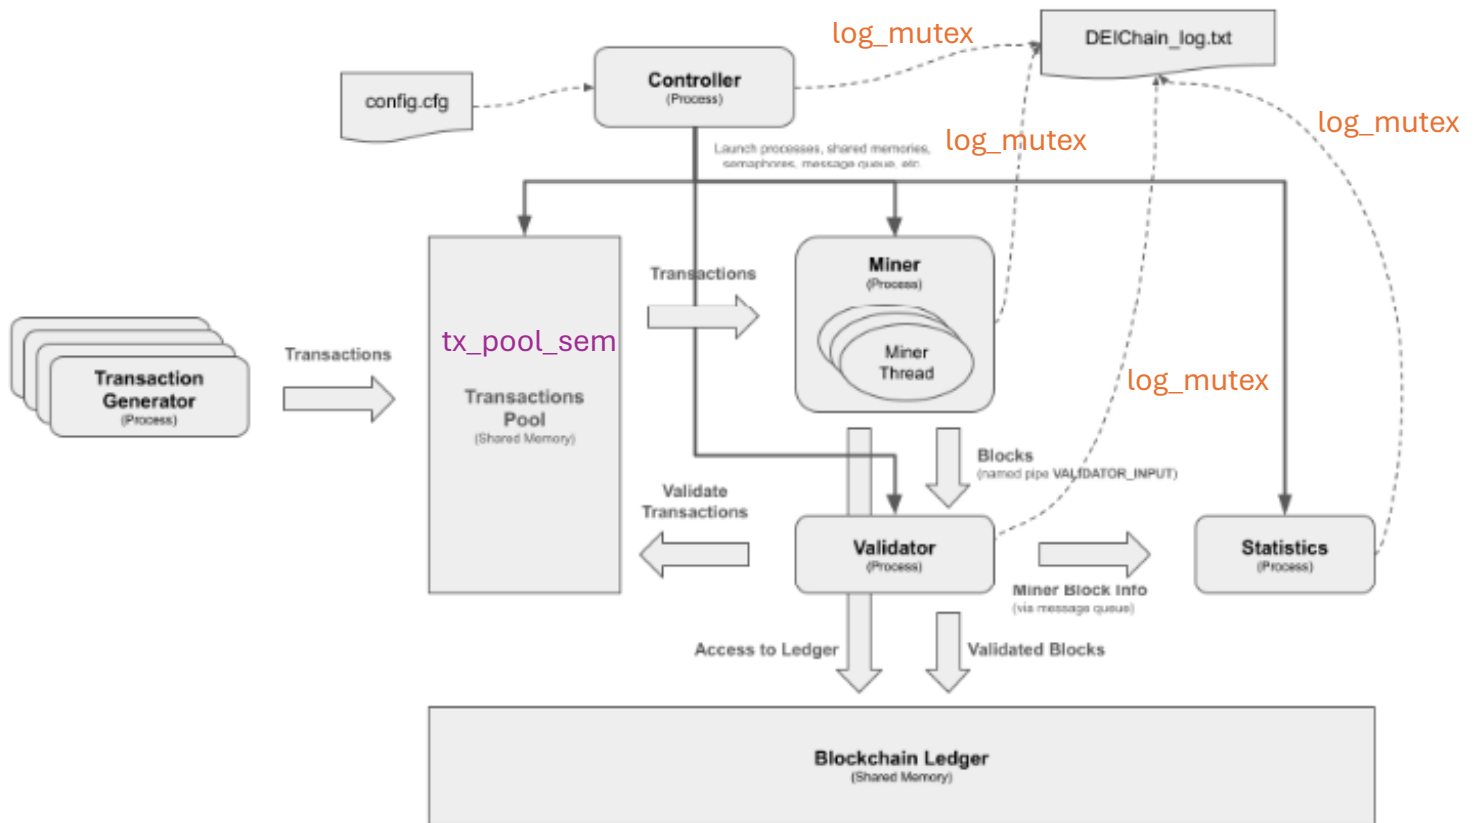 log_mutex
DEIChain_log.txt
Controller
(Process)
config.cfg
log_mutex
log_mutex
Launch processes, shared memories,
semaphores, message queue, etc.
Transactions
Miner
(Process)
tx_pool_sem
Miner
Thread
Transactions
Transaction
Generator
(Process)
Transactions
Pool
(Shared Memory)
log_mutex
Blocks
(named pipe VALIDATOR_INPUT)
Validate
Transactions
Validator
(Process)
Statistics
(Process)
Miner Block Info
(via message queue)
Access to Ledger
Validated Blocks
Blockchain Ledger
(Shared Memory)